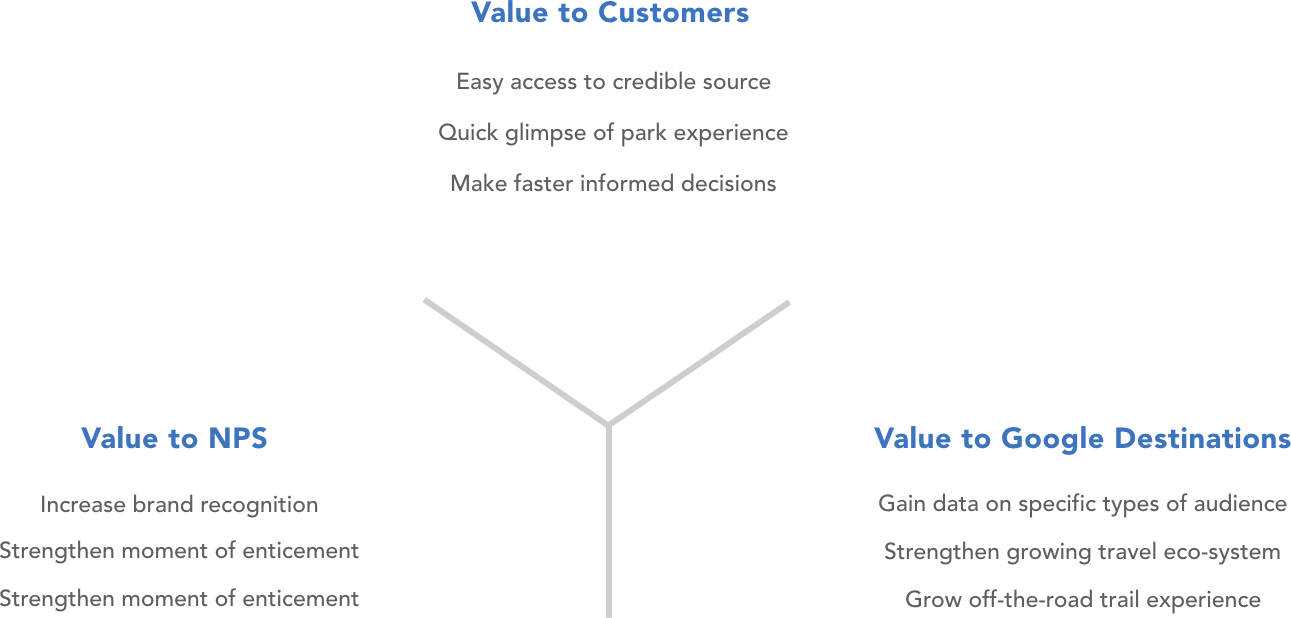 Value to Customers
Easy access to credible source
Quick glimpse of park experience
Make faster informed decisions
Value to NPS
Increase brand recognition
Strengthen moment of enticement
Strengthen moment of enticement
Value to Google Destinations
Gain data on specific types of audience
Strengthen growing travel eco-system
Grow off-the-road trail experience